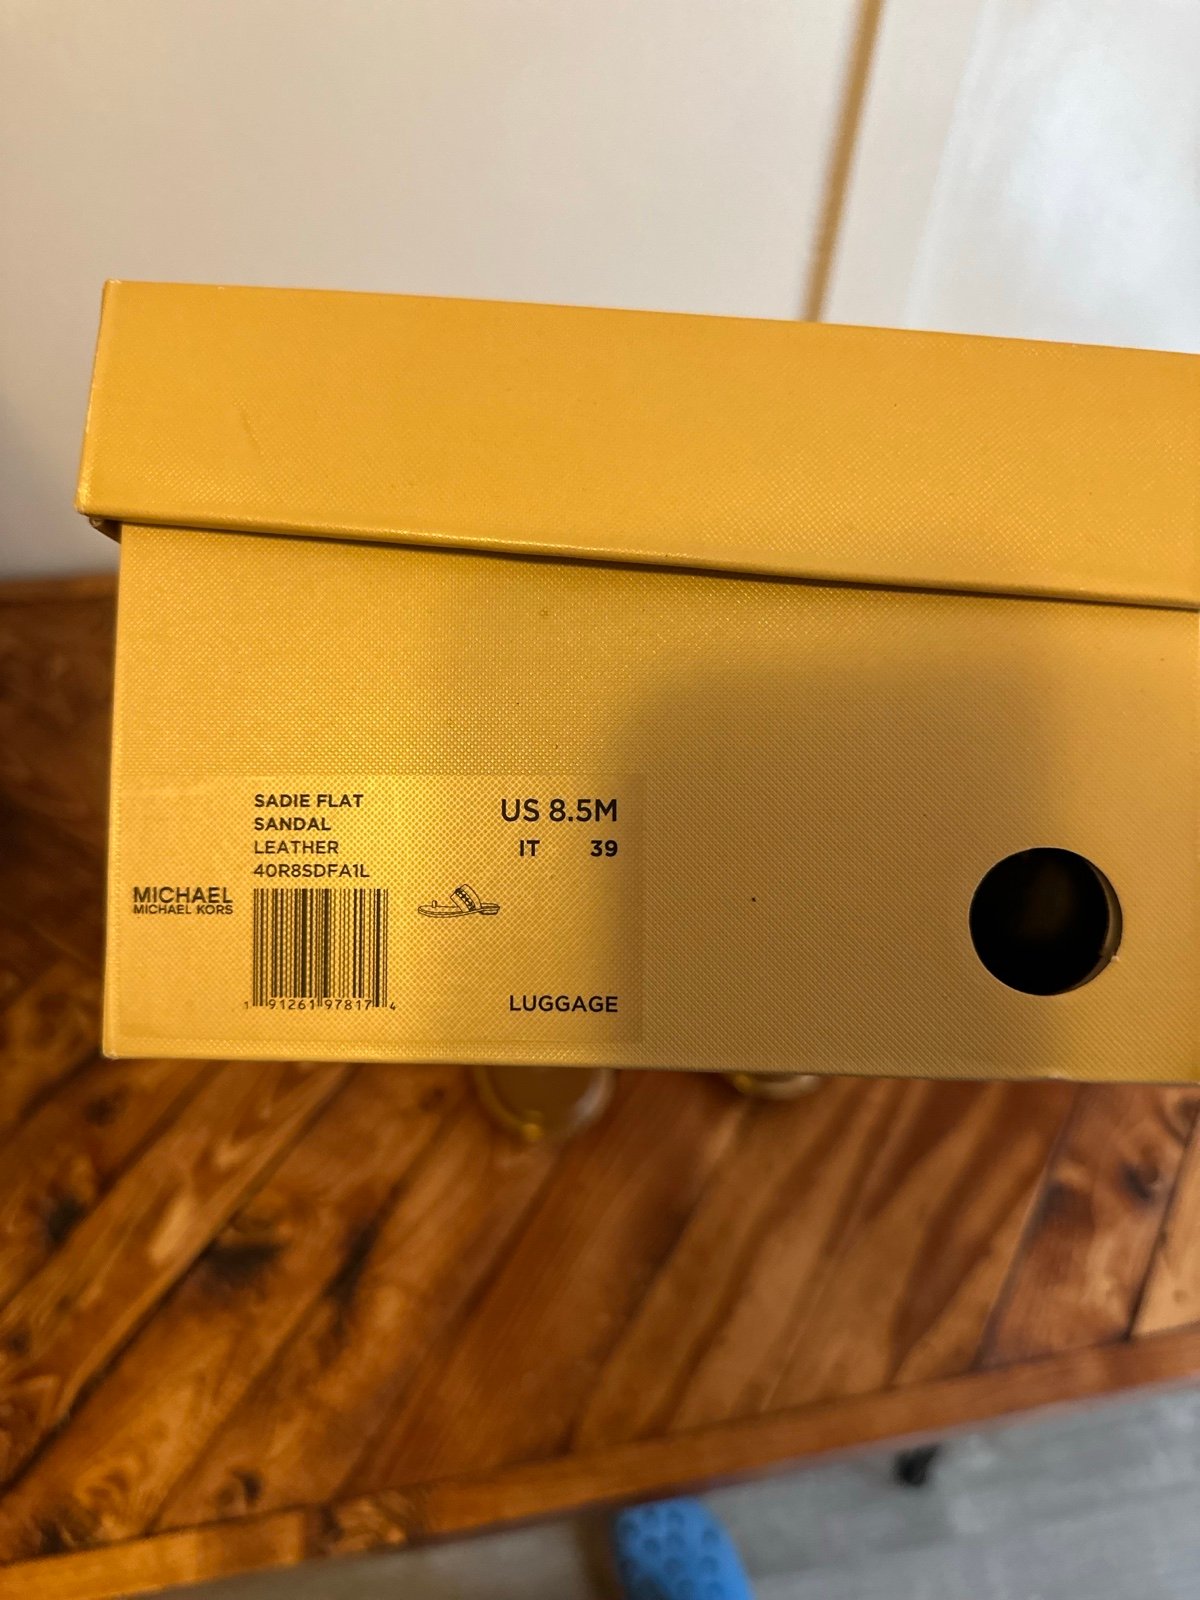 SADIE FLAT
SANDAL
LEATHER
40R8SDFA1L
US 8.5M
IT 39
MICHAEL
MICHAEL KORS
1 91261 97817 4
LUGGAGE